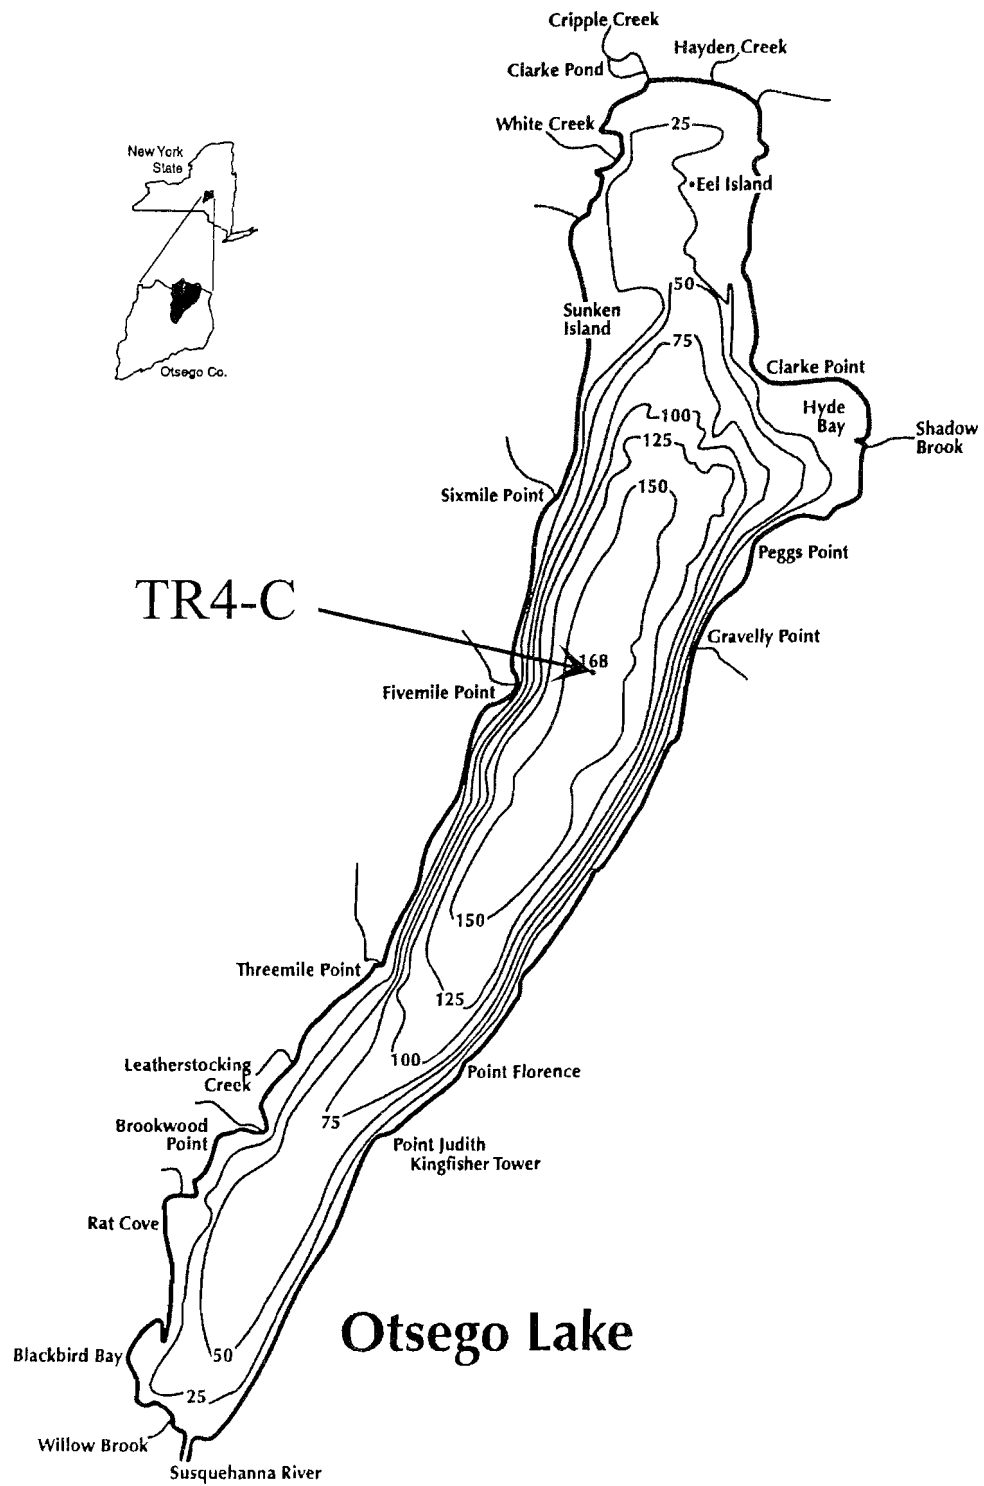 Cripple Creek
Hayden Creek
Clarke Pond
White Creek
25
New York
State
Eel Island
50
Sunken
Island
75
Clarke Point
Otsego Co.
Hyde
Bay
100
Shadow
Brook
125
150
Sixmile Point
Peggs Point
TR4-C
Gravelly Point
168
Fivemile Point
150
Threemile Point
125
100
Leatherstocking
Creek
Point Florence
75
Brookwood
Point
Point Judith
Kingfisher Tower
Rat Cove
Otsego Lake
Blackbird Bay
50
25
Willow Brook
Susquehanna River